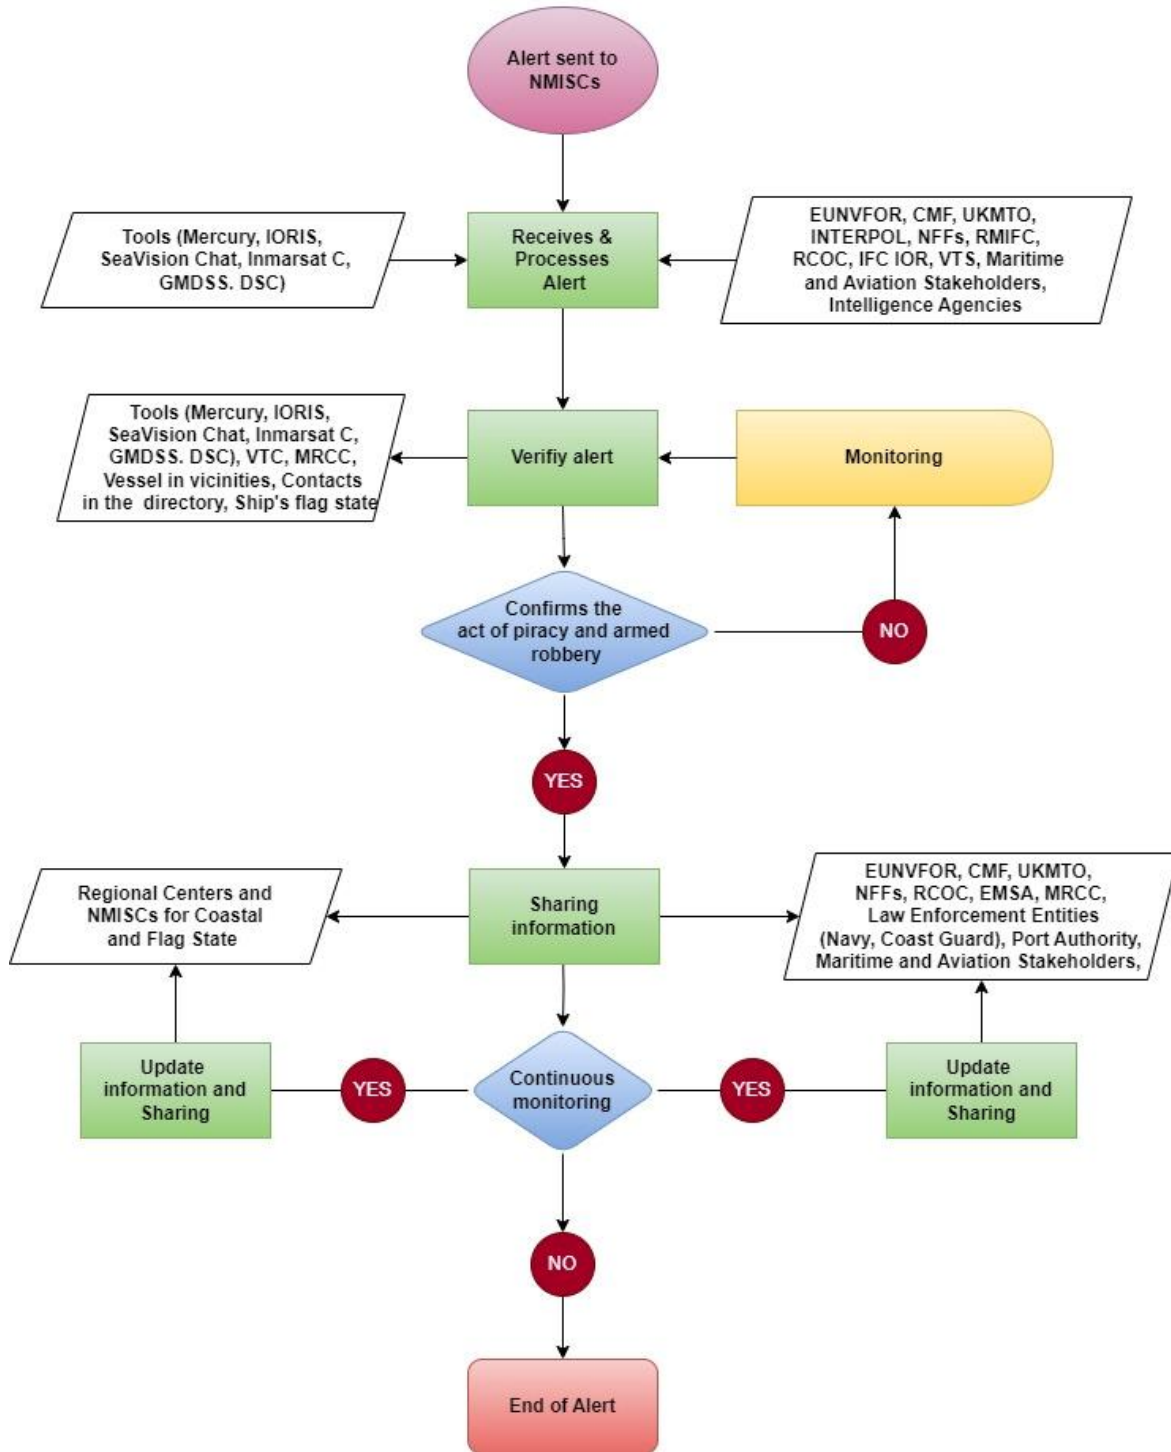 Alert sent to
NMISCs
Tools (Mercury, IORIS,
SeaVision Chat, Inmarsat C,
GMDSS. DSC)
Receives &
Processes
Alert
EUNVFOR, CMF, UKMTO,
INTERPOL, NFFs, RMIFC,
RCOC, IFC IOR, VTS, Maritime
and Aviation Stakeholders,
Intelligence Agencies
Tools (Mercury, IORIS,
SeaVision Chat, Inmarsat C,
GMDSS. DSC), VTC, MRCC,
Vessel in vicinities, Contacts
in the directory, Ship's flag state
Verifiy alert
Monitoring
Confirms the
act of piracy and armed
robbery
NO
YES
Regional Centers and
NMISCs for Coastal
and Flag State
Sharing
information
EUNVFOR, CMF, UKMTO,
NFFs, RCOC, EMSA, MRCC,
Law Enforcement Entities
(Navy, Coast Guard), Port Authority,
Maritime and Aviation Stakeholders,
Update
information and
Sharing
YES
Continuous
monitoring
YES
Update
information and
Sharing
NO
End of Alert